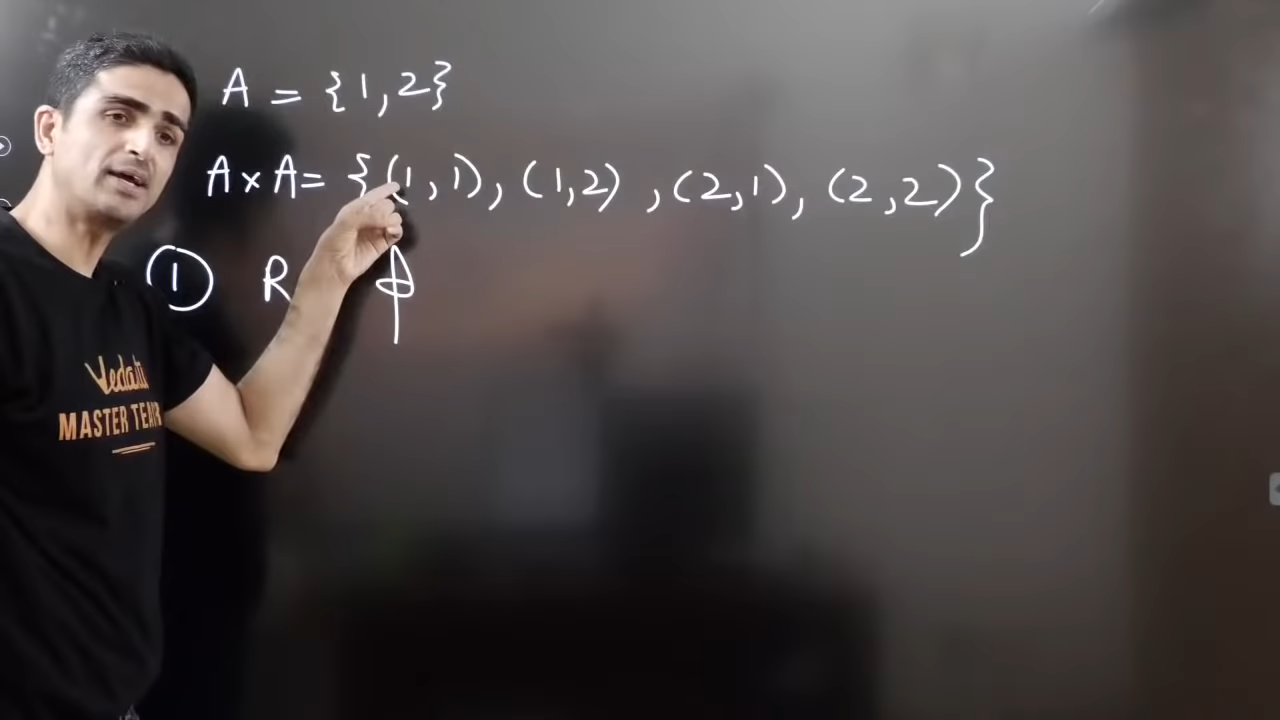 A = {1,2}
A×A= {(1,1), (1,2) ,(2,1), (2,2)}
① R ϕ
Vedantu
MASTER TEA